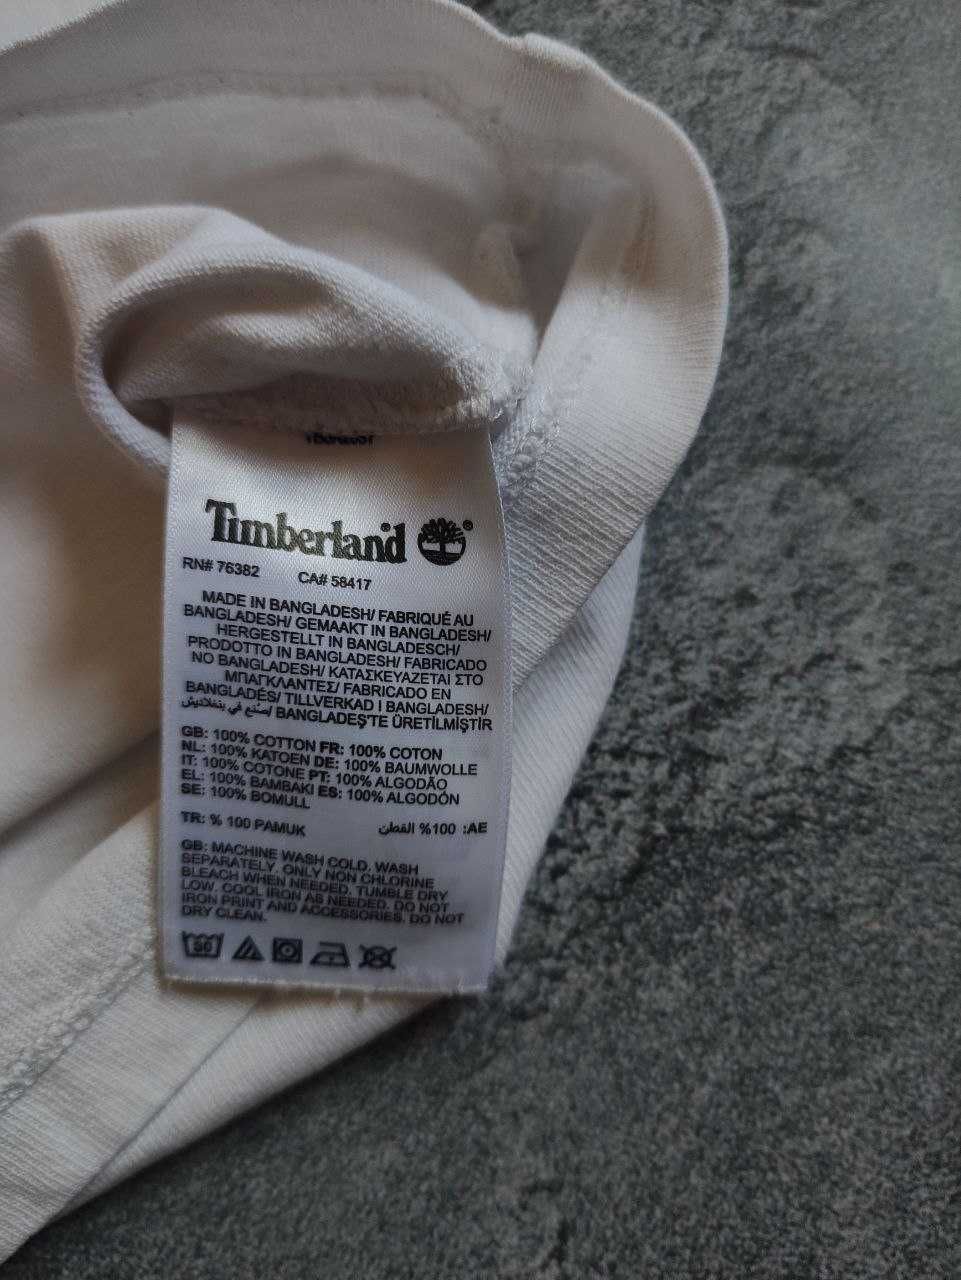 Timberland ® ®
RN# 76382 CA# 58417
MADE IN BANGLADESH/ FABRIQUÉ AU
BANGLADESH/ GEMAAKT IN BANGLADESH/
HERGESTELLT IN BANGLADESCH/
PRODOTTO IN BANGLADESH/ FABRICADO
NO BANGLADESH/ ΚΑΤΑΣΚΕΥΑΖΕΤΑΙ ΣΤΟ
ΜΠΑΓΚΛΑΝΤΕΣ/ FABRICADO EN
BANGLADÉS/ TILLVERKAD I BANGLADESH/
صنع في بنغلاديش/ BANGLADEŞ'TE ÜRETİLMİŞTİR
GB: 100% COTTON FR: 100% COTON
NL: 100% KATOEN DE: 100% BAUMWOLLE
IT: 100% COTONE PT: 100% ALGODÃO
EL: 100% ΒΑΜΒΑΚΙ ES: 100% ALGODÓN
SE: 100% BOMULL
TR: % 100 PAMUK
AE: 100% القطن
GB: MACHINE WASH COLD. WASH
SEPARATELY. ONLY NON CHLORINE
BLEACH WHEN NEEDED. TUMBLE DRY
LOW. COOL IRON AS NEEDED. DO NOT
IRON PRINT AND ACCESSORIES. DO NOT
DRY CLEAN.
30